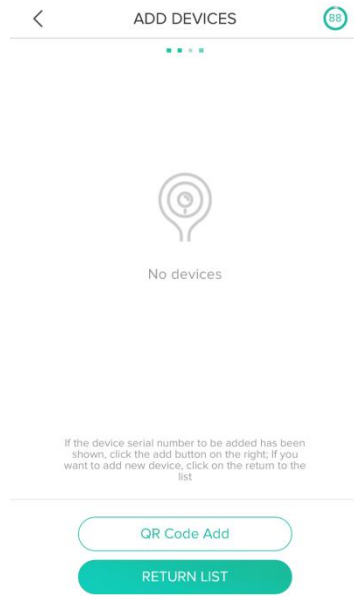 ADD DEVICES
88
No devices
If the device serial number to be added has been
shown, click the add button on the right; If you
want to add new device, click on the return to the
list
QR Code Add
RETURN LIST